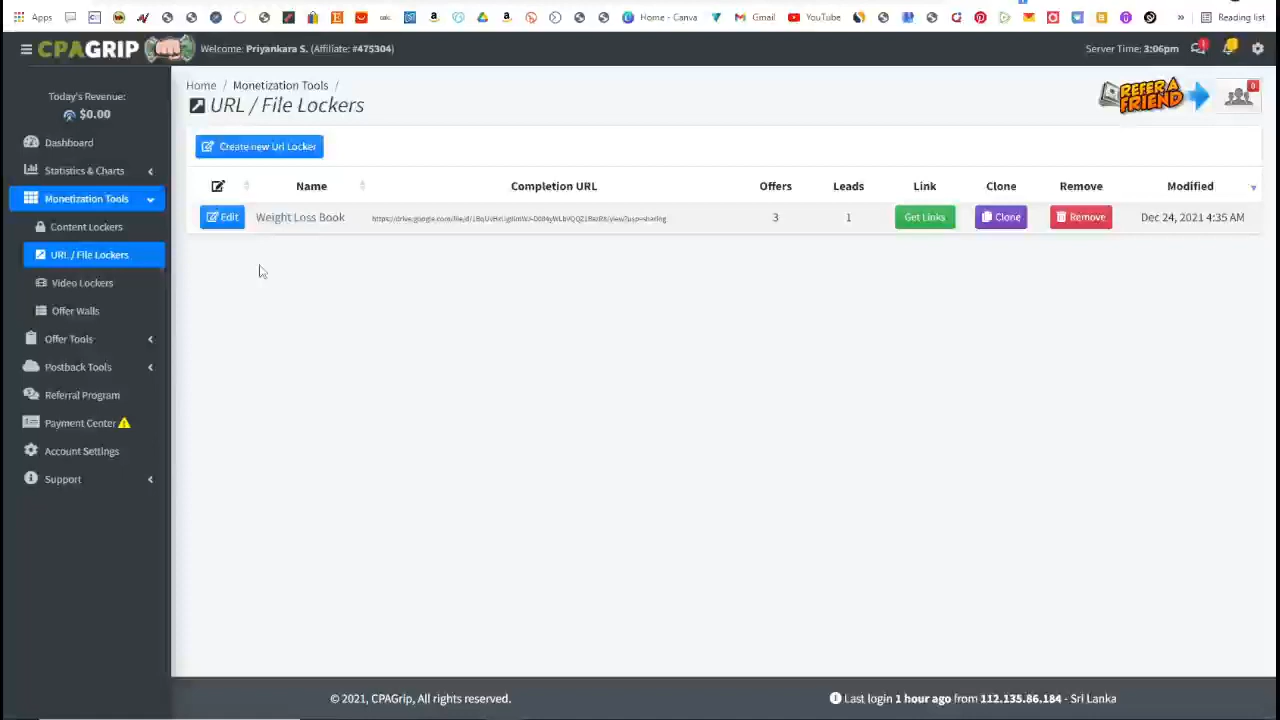 Apps
Home - Canva
Gmail
YouTube
»
Reading list
CPAGRIP
Welcome: Priyankara S. (Affiliate: #475304)
Server Time: 3:06pm
1
Today's Revenue:
$0.00
Dashboard
Statistics & Charts
Monetization Tools
Content Lockers
URL / File Lockers
Video Lockers
Offer Walls
Offer Tools
Postback Tools
Referral Program
Payment Center
Account Settings
Support
Home / Monetization Tools /
URL / File Lockers
REFER A FRIEND
0
Create new Url Locker
Name Completion URL Offers Leads Link Clone Remove Modified
Edit Weight Loss Book 3 1 Get Links Clone Remove Dec 24, 2021 4:35 AM
© 2021, CPAGrip, All rights reserved.
Last login 1 hour ago from 112.135.86.184 - Sri Lanka